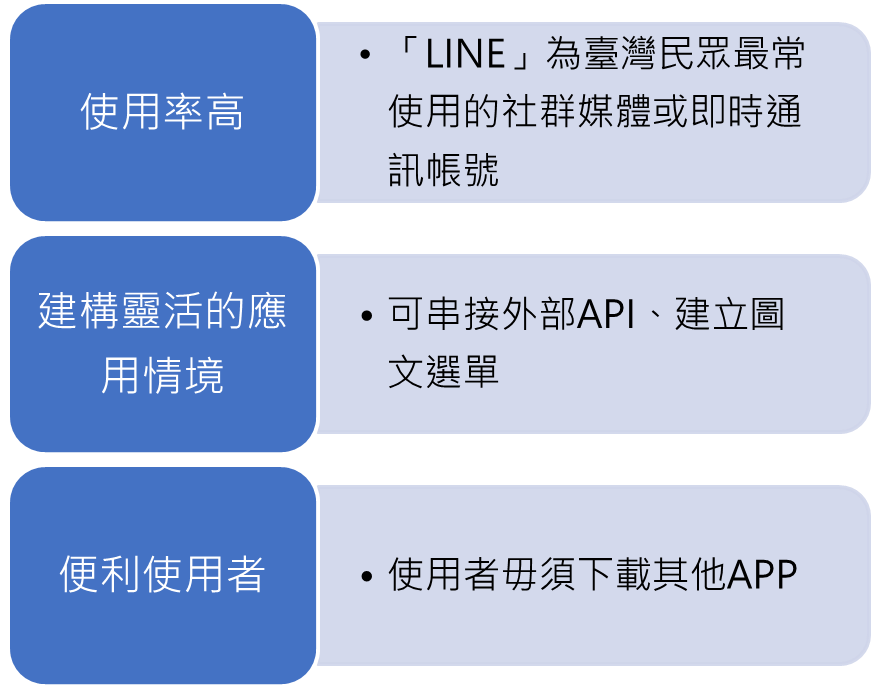 使用率高
• 「LINE」為臺灣民眾最常
使用的社群媒體或即時通
訊帳號
建構靈活的應
用情境
• 可串接外部API、建立圖
文選單
便利使用者
• 使用者毋須下載其他APP